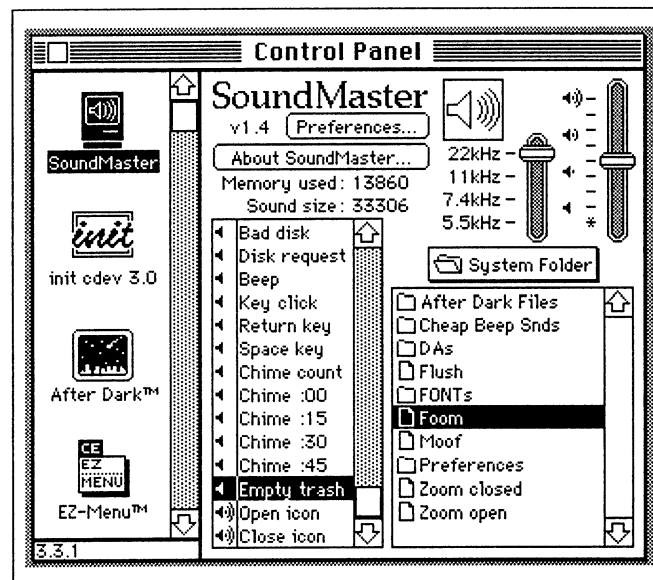 Control Panel
SoundMaster
init
init cdev 3.0
After Dark™
CE
EZ
MENU
EZ-Menu™
3.3.1
SoundMaster
v1.4 Preferences...
About SoundMaster...
Memory used: 13860
Sound size: 33306
22kHz
11kHz
7.4kHz
5.5kHz
*
Bad disk
Disk request
Beep
Key click
Return key
Space key
Chime count
Chime :00
Chime :15
Chime :30
Chime :45
Empty trash
Open icon
Close icon
System Folder
After Dark Files
Cheap Beep Snds
DAs
Flush
FONTs
Foom
Moof
Preferences
Zoom closed
Zoom open